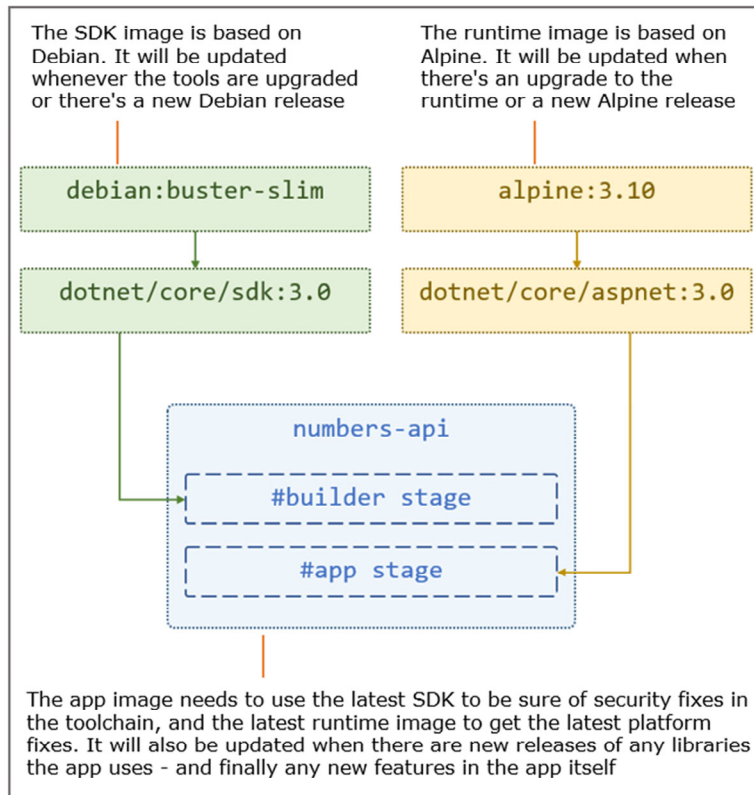 The SDK image is based on
Debian. It will be updated
whenever the tools are upgraded
or there's a new Debian release
The runtime image is based on
Alpine. It will be updated when
there's an upgrade to the
runtime or a new Alpine release
debian:buster-slim
alpine:3.10
dotnet/core/sdk:3.0
dotnet/core/aspnet:3.0
numbers-api
#builder stage
#app stage
The app image needs to use the latest SDK to be sure of security fixes in
the toolchain, and the latest runtime image to get the latest platform
fixes. It will also be updated when there are new releases of any libraries
the app uses - and finally any new features in the app itself